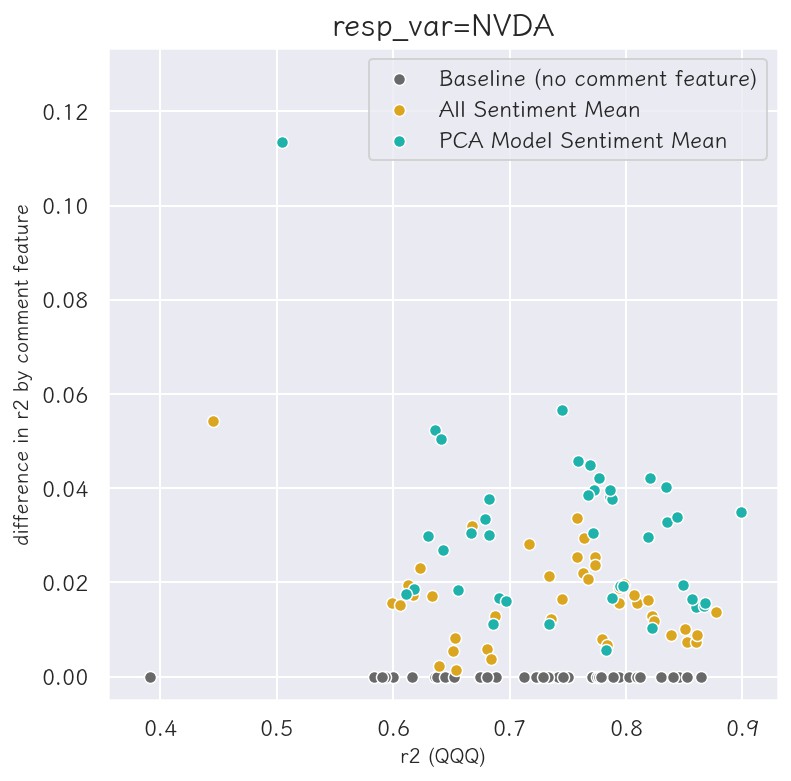 resp_var=NVDA
Baseline (no comment feature)
All Sentiment Mean
PCA Model Sentiment Mean
difference in r2 by comment feature
0.12
0.10
0.08
0.06
0.04
0.02
0.00
0.4 0.5 0.6 0.7 0.8 0.9
r2 (QQQ)